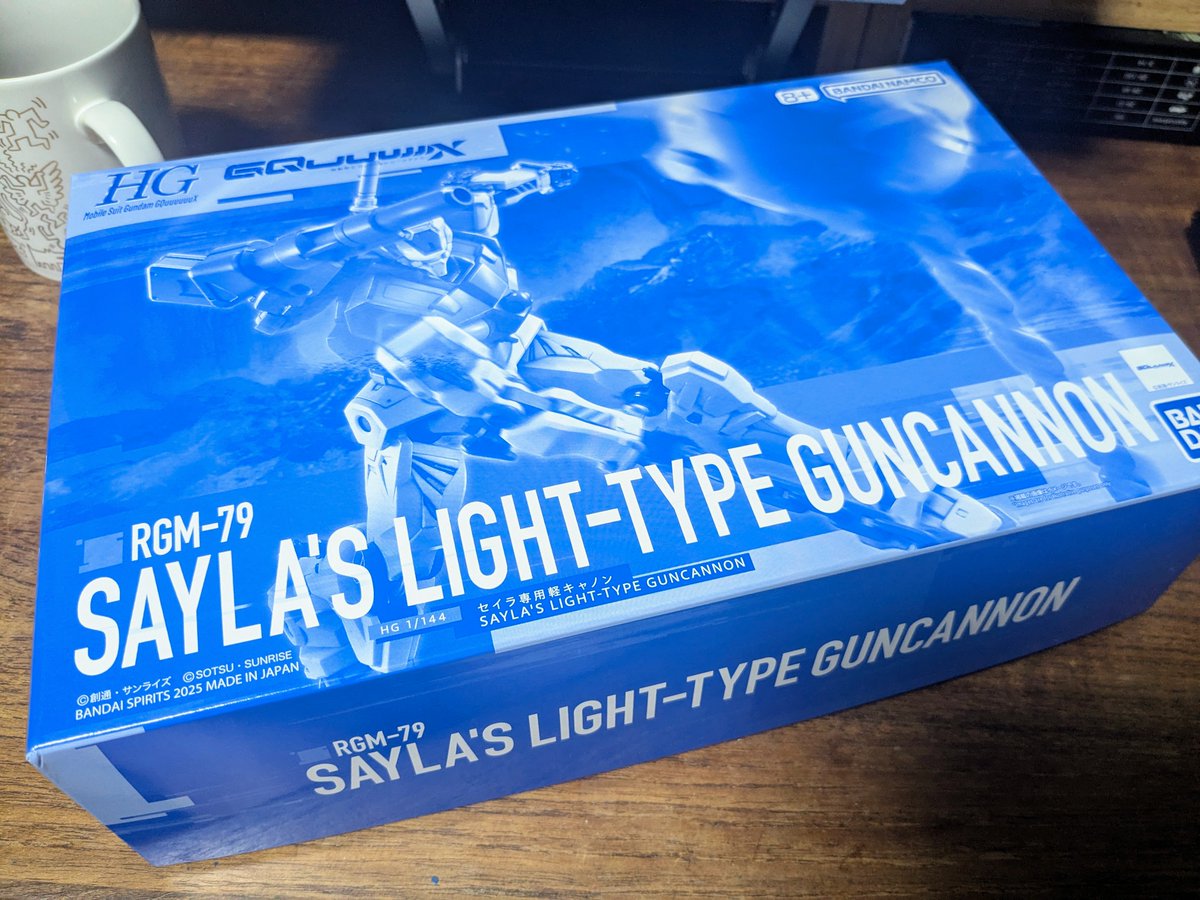 8+ BANDAI NAMCO
HG GQuuuuuuX
Mobile Suit Gundam GQuuuuuuX
RGM-79
SAYLA'S LIGHT-TYPE GUNCANNON
HG 1/144
セイラ専用軽キャノン
SAYLA'S LIGHT-TYPE GUNCANNON
©創通・サンライズ ©SOTSU・SUNRISE
BANDAI SPIRITS 2025 MADE IN JAPAN
RGM-79
SAYLA'S LIGHT-TYPE GUNCANNON